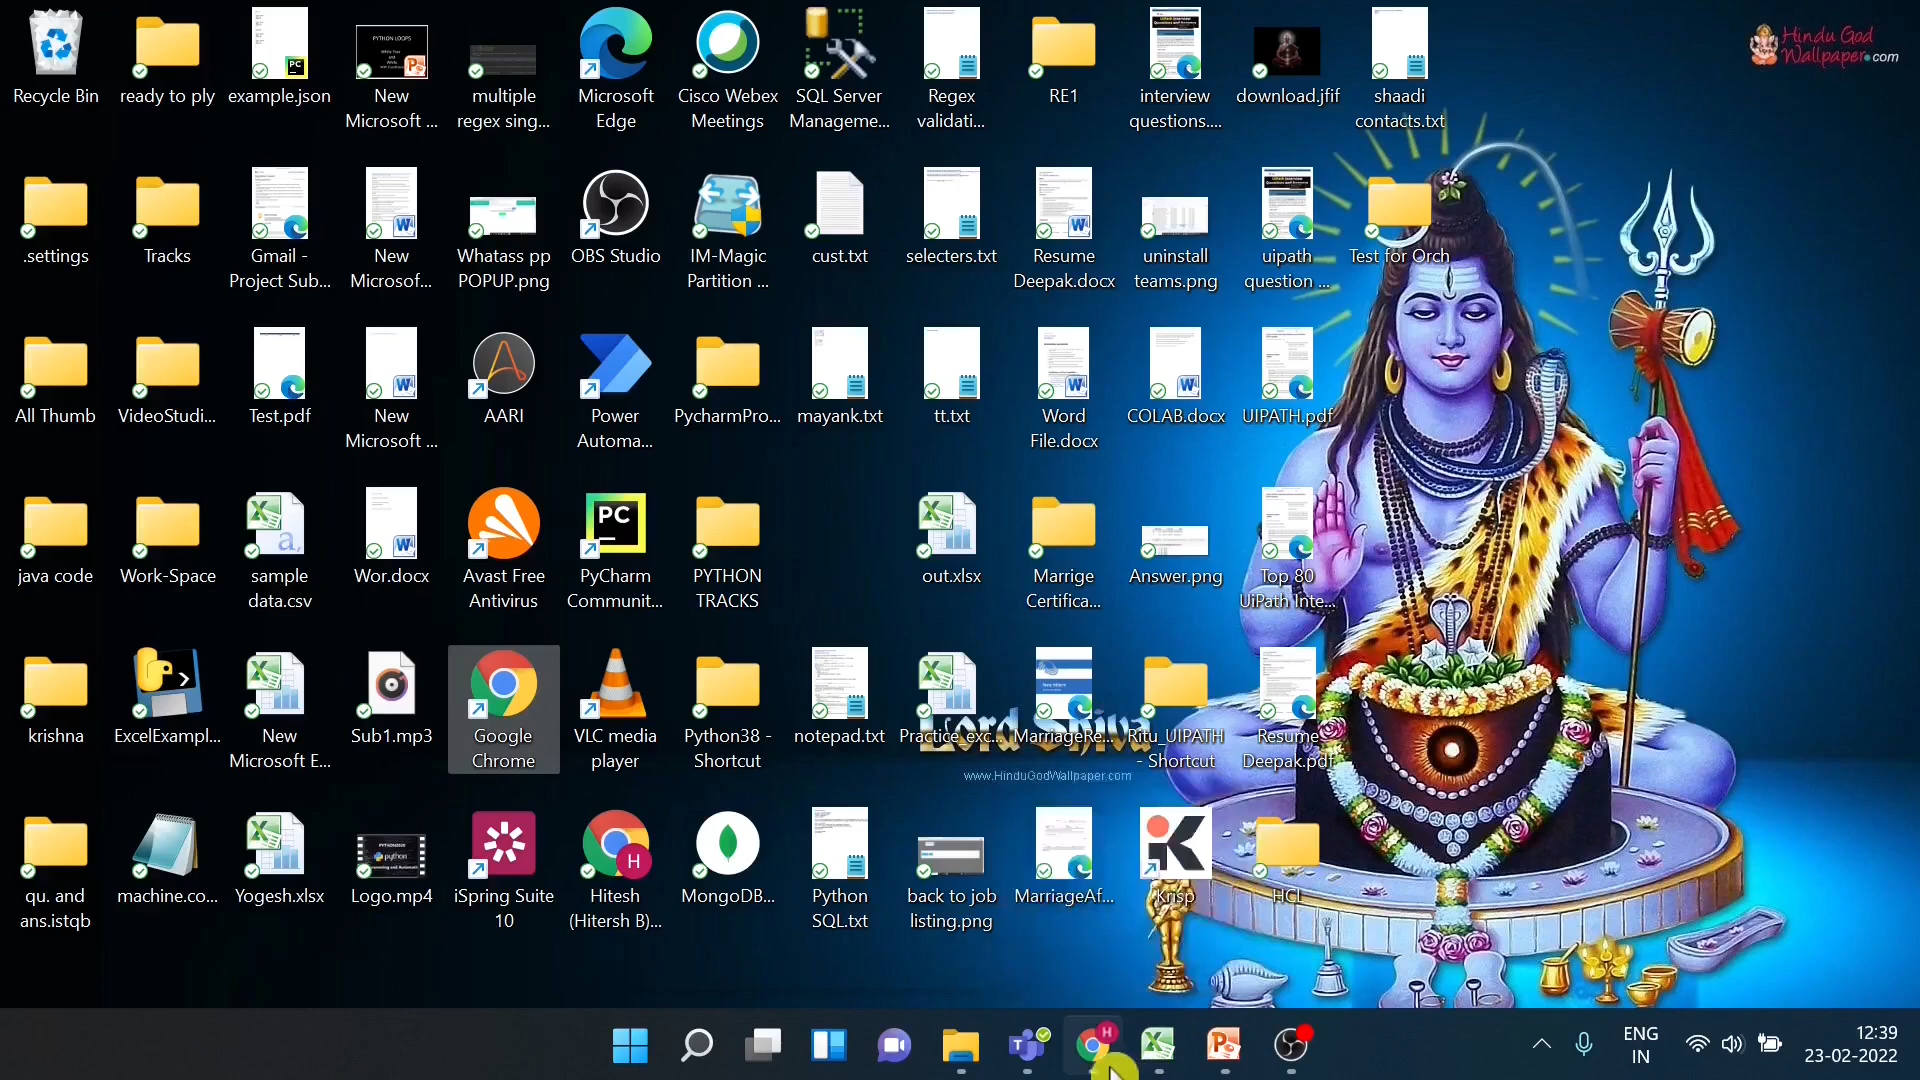 Hindu God
Wallpaper.com
Recycle Bin
ready to ply
example.json
New
Microsoft ...
multiple
regex sing...
Microsoft
Edge
Cisco Webex
Meetings
SQL Server
Manageme...
Regex
validati...
RE1
interview
questions....
download.jfif
shaadi
contacts.txt
.settings
Tracks
Gmail -
Project Sub...
New
Microsof...
Whatass pp
POPUP.png
OBS Studio
IM-Magic
Partition ...
cust.txt
selecters.txt
Resume
Deepak.docx
uninstall
teams.png
uipath
question ...
Test for Orch
All Thumb
VideoStudi...
Test.pdf
New
Microsoft ...
AARI
Power
Automa...
PycharmPro...
mayank.txt
tt.txt
Word
File.docx
COLAB.docx
UIPATH.pdf
java code
Work-Space
sample
data.csv
Wor.docx
Avast Free
Antivirus
PyCharm
Communit...
PYTHON
TRACKS
out.xlsx
Marrige
Certifica...
Answer.png
Top 80
UiPath Inte...
krishna
ExcelExampl...
New
Microsoft E...
Sub1.mp3
Google
Chrome
VLC media
player
Python38 -
Shortcut
notepad.txt
Practice_exc...
MarriageRe...
Ritu_UIPATH
- Shortcut
Resume
Deepak.pdf
Lord Shiva
www.HinduGodWallpaper.com
qu. and
ans.istqb
machine.co...
Yogesh.xlsx
Logo.mp4
iSpring Suite
10
Hitesh
(Hitersh B)...
MongoDB...
Python
SQL.txt
back to job
listing.png
MarriageAf...
Krisp
HCL
PYTHON LOOPS
PC
PC
H
H
ENG
IN
12:39
23-02-2022